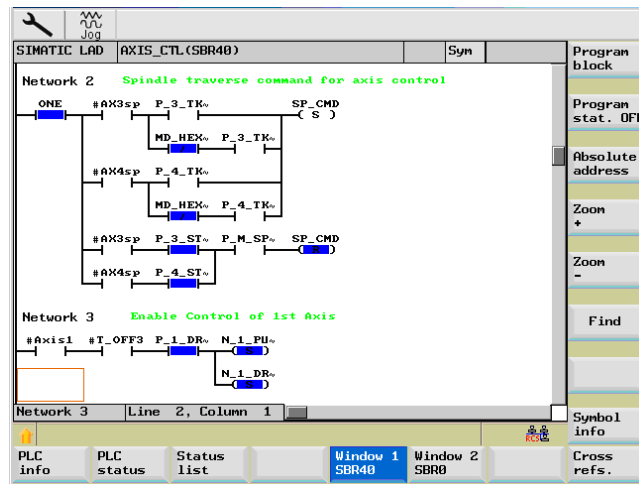 Jog
SIMATIC LAD AXIS_CTL(SBR40) Sym
Program
block
Network 2 Spindle traverse command for axis control
ONE #AX3sp P_3_TK~ SP_CMD
( S )
Program
stat. OFF
MD_HEX~ P_3_TK~
Absolute
address
#AX4sp P_4_TK~
MD_HEX~ P_4_TK~
Zoom
+
#AX3sp P_3_ST~ P_M_SP~ SP_CMD
( R )
Zoom
-
#AX4sp P_4_ST~
Network 3 Enable Control of 1st Axis
Find
#Axis1 #T_OFF3 P_1_DR~ N_1_PU~
( S )
N_1_DR~
( S )
Network 3 Line 2, Column 1
Symbol
info
RCS
PLC
info
PLC
status
Status
list
Window 1
SBR40
Window 2
SBR0
Cross
refs.